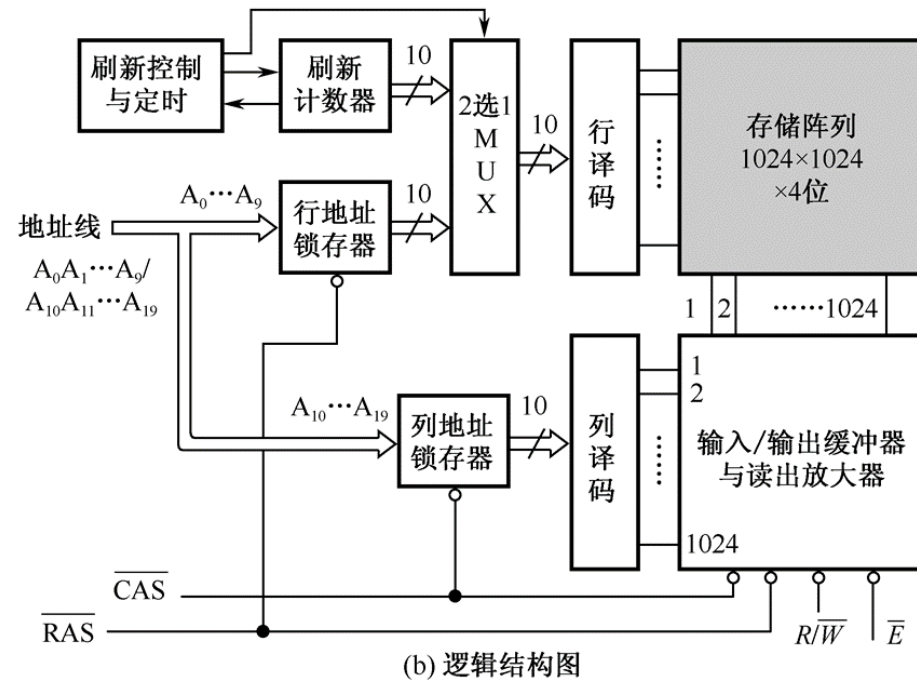 刷新控制
与定时
刷新
计数器
10
2选1
M
U
X
10
行
译
码
……
存储阵列
1024×1024
×4位
地址线
A₀A₁⋯A₉/
A₁₀A₁₁⋯A₁₉
A₀⋯A₉
行地址
锁存器
10
1 2 ……1024
A₁₀⋯A₁₉
列地址
锁存器
10
列
译
码
……
1
2
1024
输入/输出缓冲器
与读出放大器
C̅A̅S̅
R̅A̅S̅
R/W̅
E̅
(b) 逻辑结构图